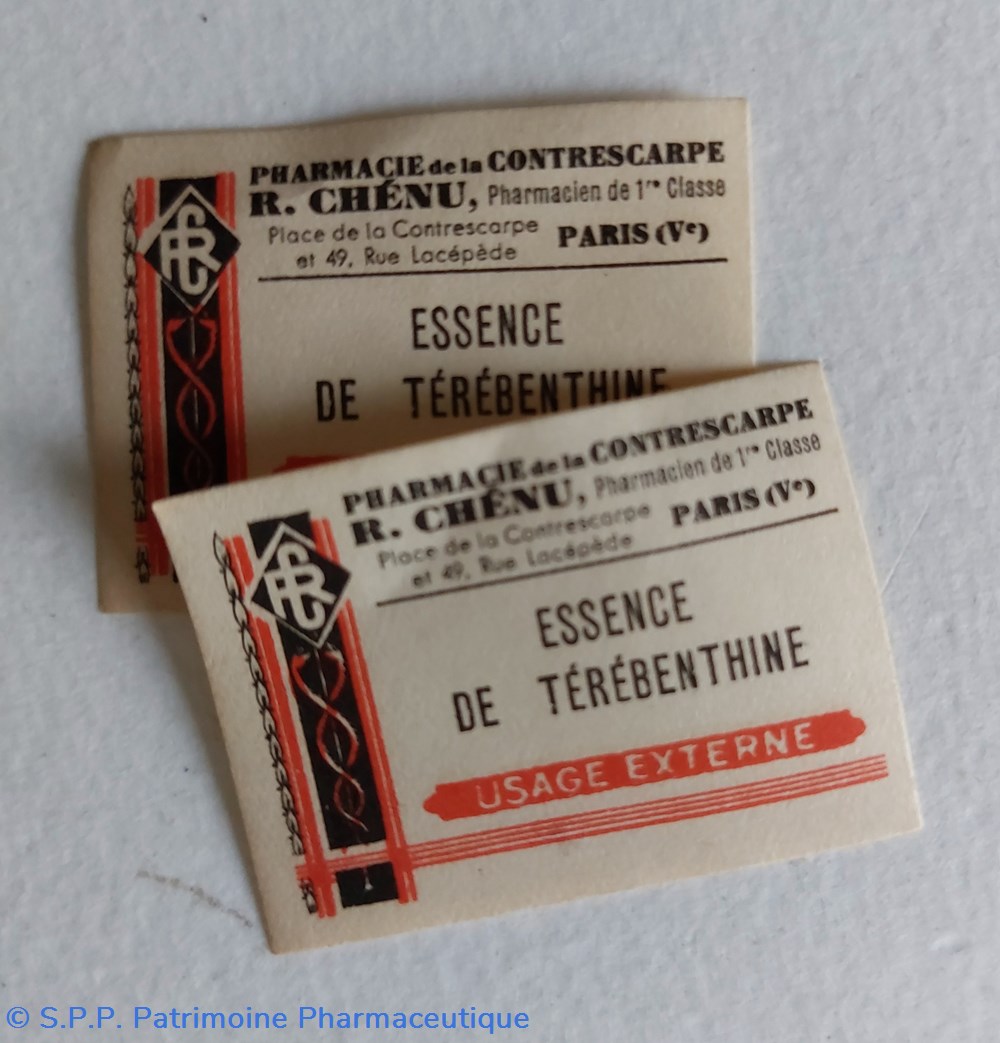 PHARMACIE de la CONTRESCARPE
R. CHÉNU, Pharmacien de 1re Classe
Place de la Contrescarpe
et 49, Rue Lacépède
PARIS (Ve)
ESSENCE
DE TÉRÉBENTHINE
PHARMACIE de la CONTRESCARPE
R. CHÉNU, Pharmacien de 1re Classe
Place de la Contrescarpe
et 49, Rue Lacépède
PARIS (Ve)
ESSENCE
DE TÉRÉBENTHINE
USAGE EXTERNE
© S.P.P. Patrimoine Pharmaceutique